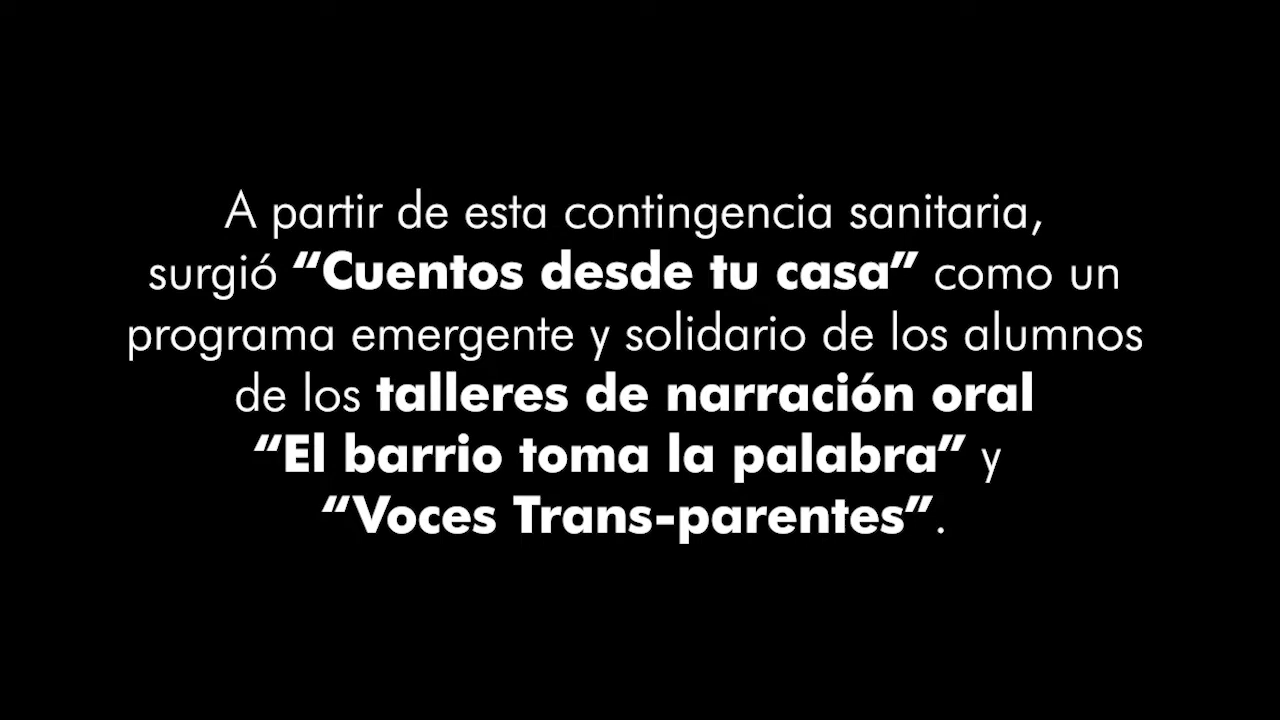 A partir de esta contingencia sanitaria,
surgió “Cuentos desde tu casa” como un
programa emergente y solidario de los alumnos
de los talleres de narración oral
“El barrio toma la palabra” y
“Voces Trans-parentes”.